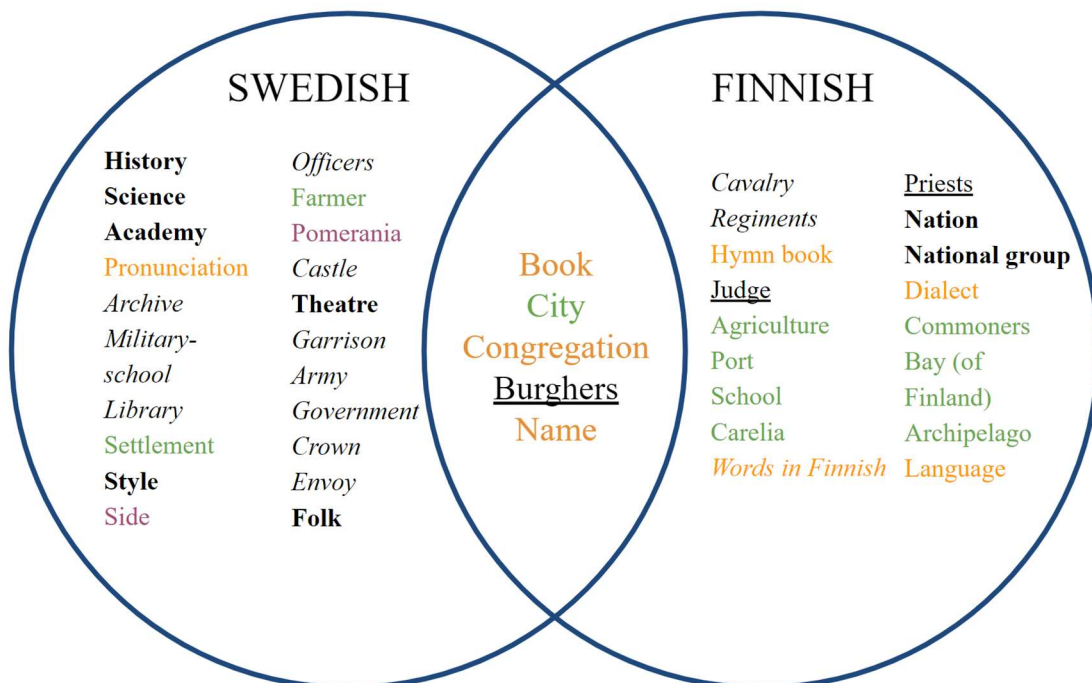 SWEDISH
History
Science
Academy
Pronunciation
Archive
Military-
school
Library
Settlement
Style
Side
Officers
Farmer
Pomerania
Castle
Theatre
Garrison
Army
Government
Crown
Envoy
Folk
Book
City
Congregation
Burghers
Name
FINNISH
Cavalry
Regiments
Hymn book
Judge
Agriculture
Port
School
Carelia
Words in Finnish
Priests
Nation
National group
Dialect
Commoners
Bay (of
Finland)
Archipelago
Language